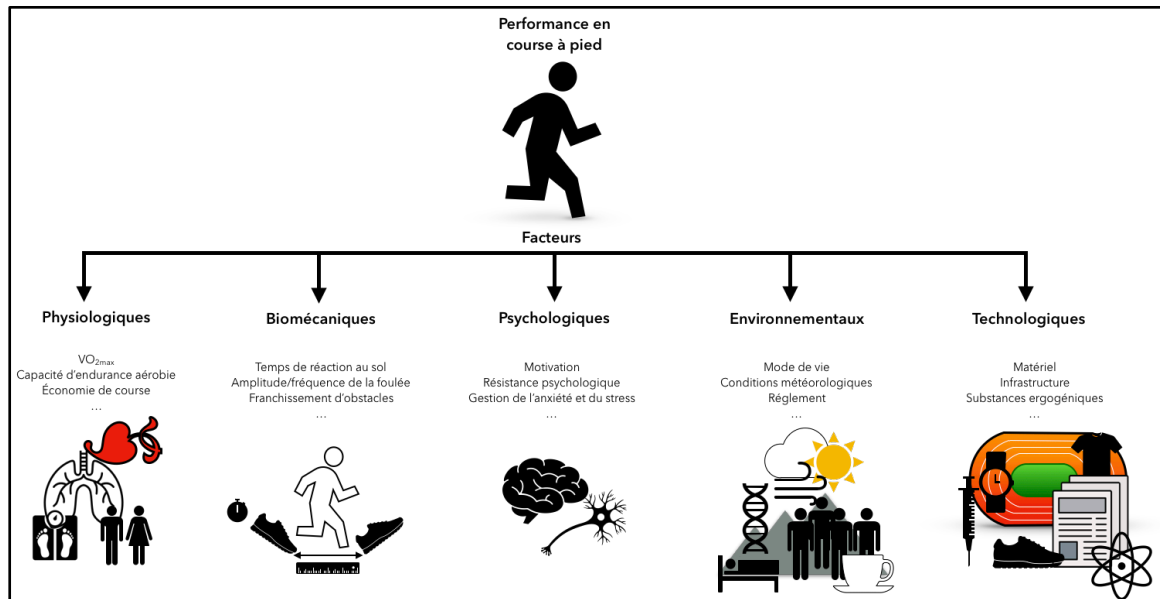 Performance en
course à pied
Facteurs
Physiologiques
VO2max
Capacité d'endurance aérobie
Économie de course
...
Biomécaniques
Temps de réaction au sol
Amplitude/fréquence de la foulée
Franchissement d'obstacles
...
Psychologiques
Motivation
Résistance psychologique
Gestion de l'anxiété et du stress
...
Environnementaux
Mode de vie
Conditions météorologiques
Réglement
...
Technologiques
Matériel
Infrastructure
Substances ergogéniques
...